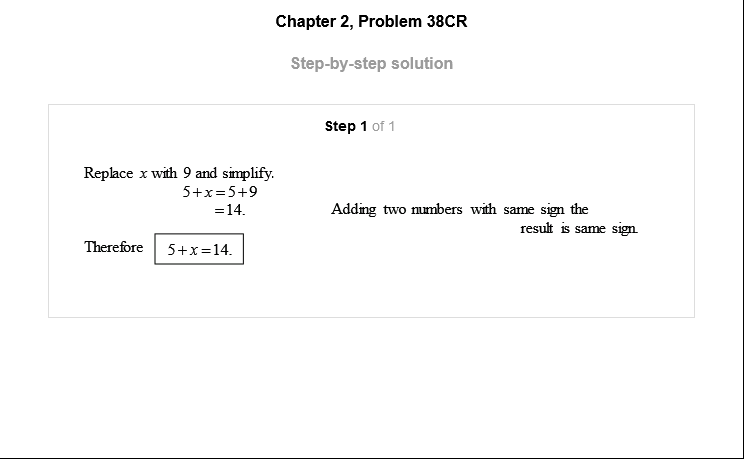 Chapter 2, Problem 38CR
Step-by-step solution
Step 1 of 1
Replace x with 9 and simplify.
5+x=5+9
=14. Adding two numbers with same sign the
result is same sign.
Therefore 5+x=14.